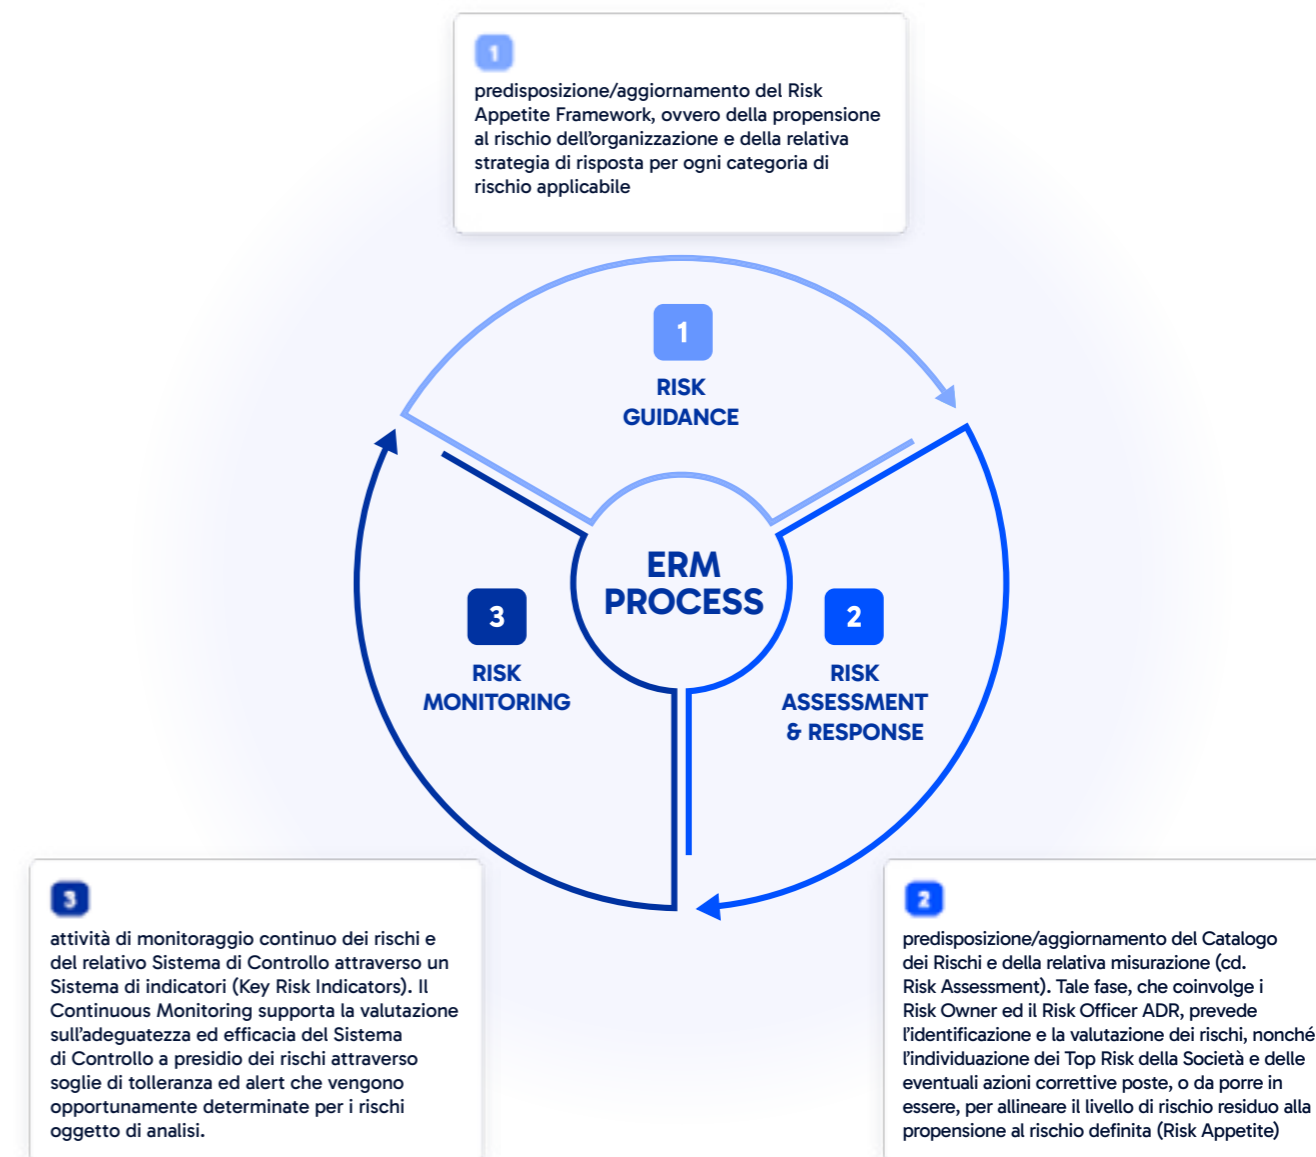 1
predisposizione/aggiornamento del Risk
Appetite Framework, ovvero della propensione
al rischio dell'organizzazione e della relativa
strategia di risposta per ogni categoria di
rischio applicabile
1
RISK
GUIDANCE
ERM
PROCESS
3
RISK
MONITORING
2
RISK
ASSESSMENT
& RESPONSE
3
attività di monitoraggio continuo dei rischi e
del relativo Sistema di Controllo attraverso un
Sistema di indicatori (Key Risk Indicators). Il
Continuous Monitoring supporta la valutazione
sull'adeguatezza ed efficacia del Sistema
di Controllo a presidio dei rischi attraverso
soglie di tolleranza ed alert che vengono
opportunamente determinate per i rischi
oggetto di analisi.
2
predisposizione/aggiornamento del Catalogo
dei Rischi e della relativa misurazione (cd.
Risk Assessment). Tale fase, che coinvolge i
Risk Owner ed il Risk Officer ADR, prevede
l'identificazione e la valutazione dei rischi, nonché
l'individuazione dei Top Risk della Società e delle
eventuali azioni correttive poste, o da porre in
essere, per allineare il livello di rischio residuo alla
propensione al rischio definita (Risk Appetite)